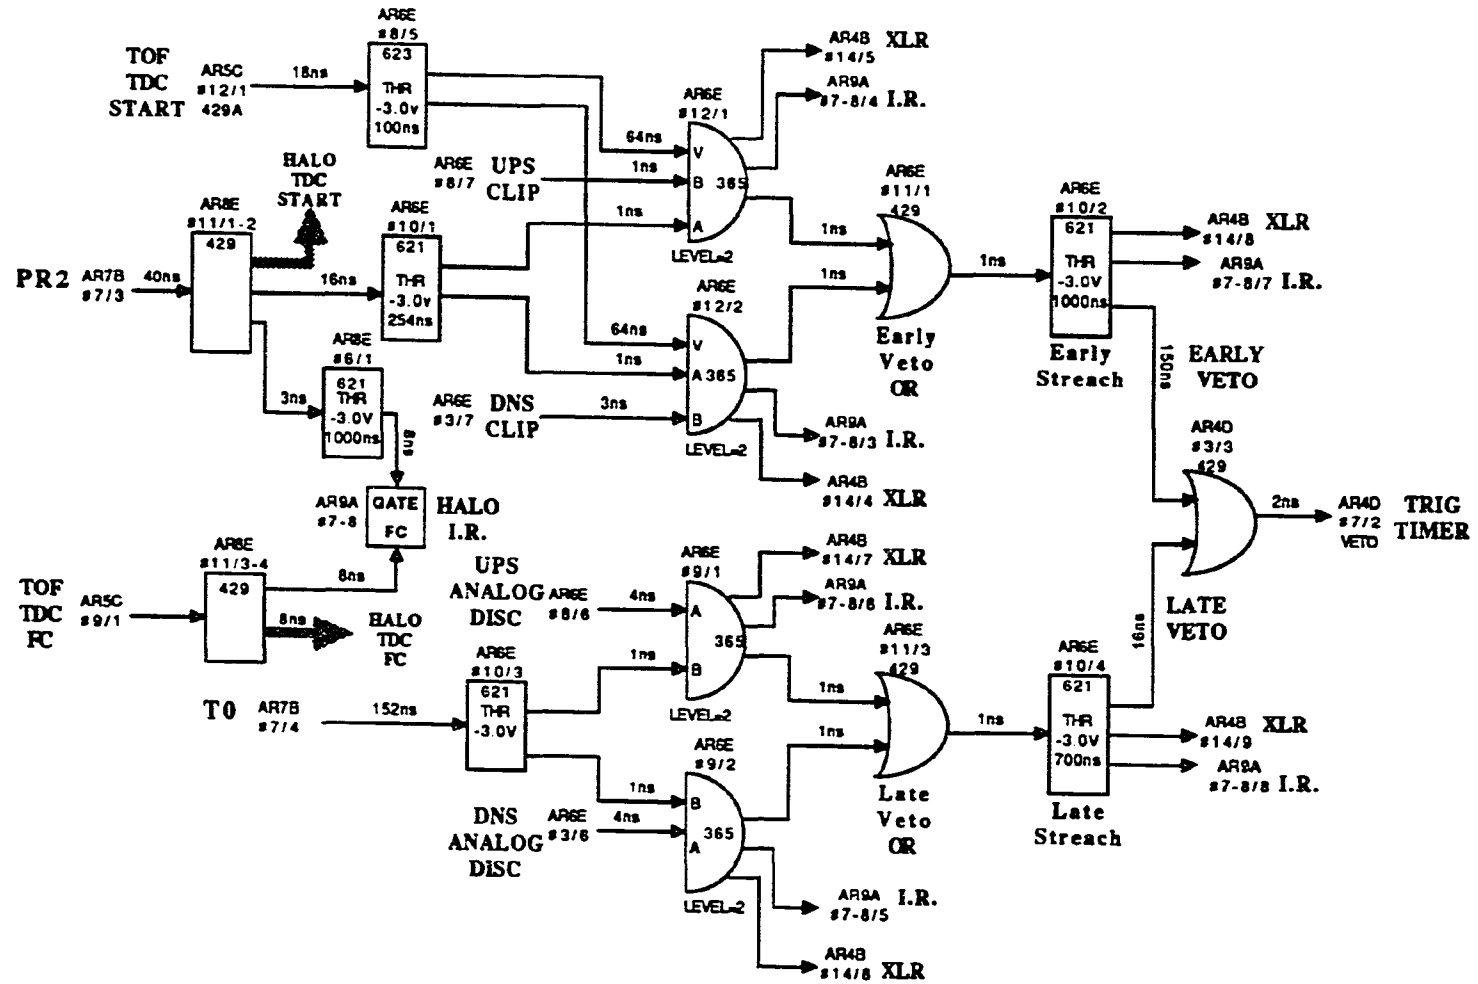 AR6E
#8/5
623
THR
-3.0v
100ns
TOF
TDC
START
AR5C
#12/1
429A
18ns
AR4B XLR
#14/5
AR9A
#7-8/4 I.R.
AR6E
#12/1
64ns
V
AR6E
#8/7
UPS
CLIP
1ns
B 365
1ns
A
LEVEL=2
HALO
TDC
START
AR8E
#11/1-2
429
PR2
AR7B
#7/3
40ns
16ns
AR6E
#10/1
621
THR
-3.0v
254ns
AR6E
#11/1
429
1ns
1ns
Early
Veto
OR
1ns
AR6E
#10/2
621
THR
-3.0V
1000ns
Early
Streach
AR4B XLR
#14/8
AR9A
#7-8/7 I.R.
150ns
EARLY
VETO
AR6E
#12/2
64ns
V
1ns
A 365
AR6E
#3/7
DNS
CLIP
3ns
B
LEVEL=2
AR9A
#7-8/3 I.R.
AR4B
#14/4 XLR
AR8E
#6/1
3ns
621
THR
-3.0V
1000ns
8ns
AR9A
#7-8
GATE
FC
HALO
I.R.
AR4D
#3/3
429
2ns
AR4D
#7/2
VETO
TRIG
TIMER
TOF
TDC
FC
AR5C
#9/1
AR8E
#11/3-4
429
8ns
8ns
HALO
TDC
FC
UPS
ANALOG
DISC
AR6E
#8/6
4ns
AR6E
#9/1
A
365
1ns
B
LEVEL=2
AR4B
#14/7 XLR
AR9A
#7-8/6 I.R.
T0
AR7B
#7/4
152ns
AR6E
#10/3
621
THR
-3.0V
AR6E
#11/3
429
1ns
1ns
Late
Veto
OR
1ns
LATE
VETO
16ns
AR6E
#10/4
621
THR
-3.0V
700ns
Late
Streach
AR4B XLR
#14/9
AR9A
#7-8/8 I.R.
AR6E
#9/2
1ns
B
DNS
ANALOG
DISC
AR6E
#3/6
4ns
365
A
LEVEL=2
AR9A I.R.
#7-8/5
AR4B
#14/6 XLR